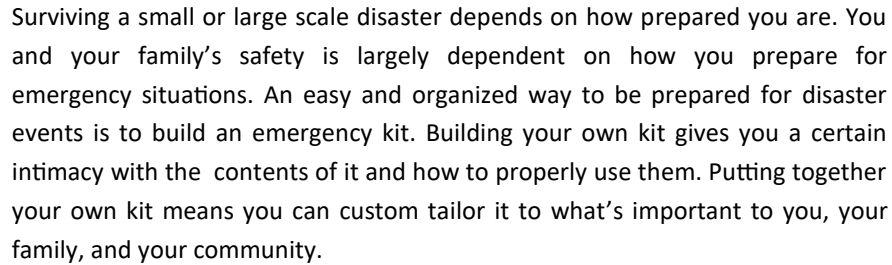 Surviving a small or large scale disaster depends on how prepared you are. You
and your family's safety is largely dependent on how you prepare for
emergency situations. An easy and organized way to be prepared for disaster
events is to build an emergency kit. Building your own kit gives you a certain
intimacy with the  contents of it and how to properly use them. Putting together
your own kit means you can custom tailor it to what's important to you, your
family, and your community.